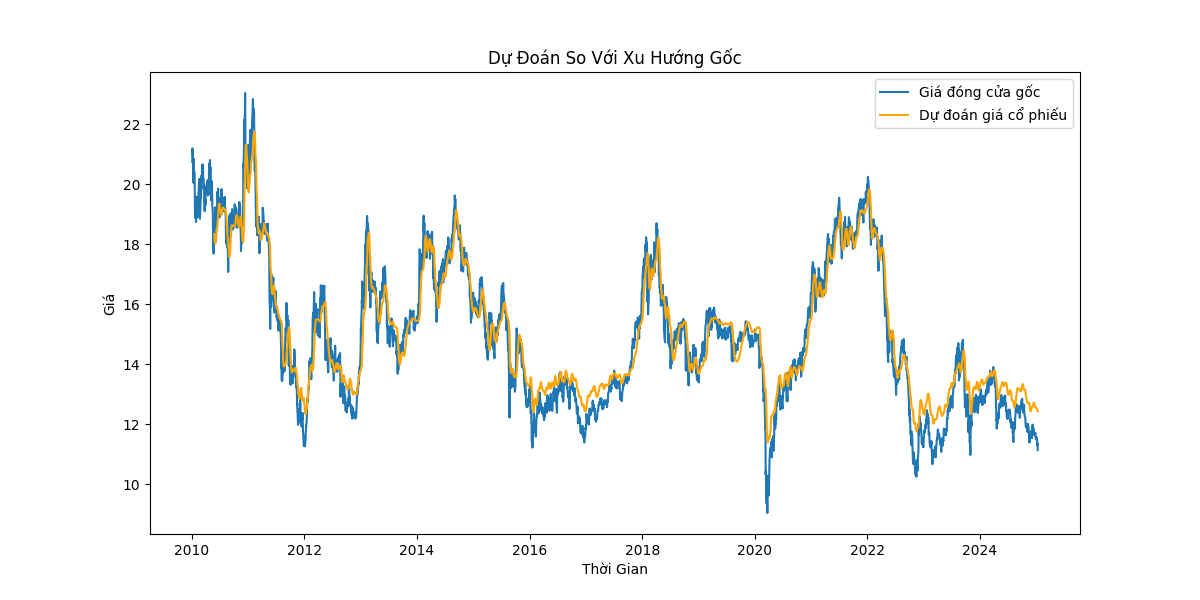 Dự Đoán So Với Xu Hướng Gốc
Giá đóng cửa gốc
Dự đoán giá cổ phiếu
Giá
22
20
18
16
14
12
10
2010 2012 2014 2016 2018 2020 2022 2024
Thời Gian